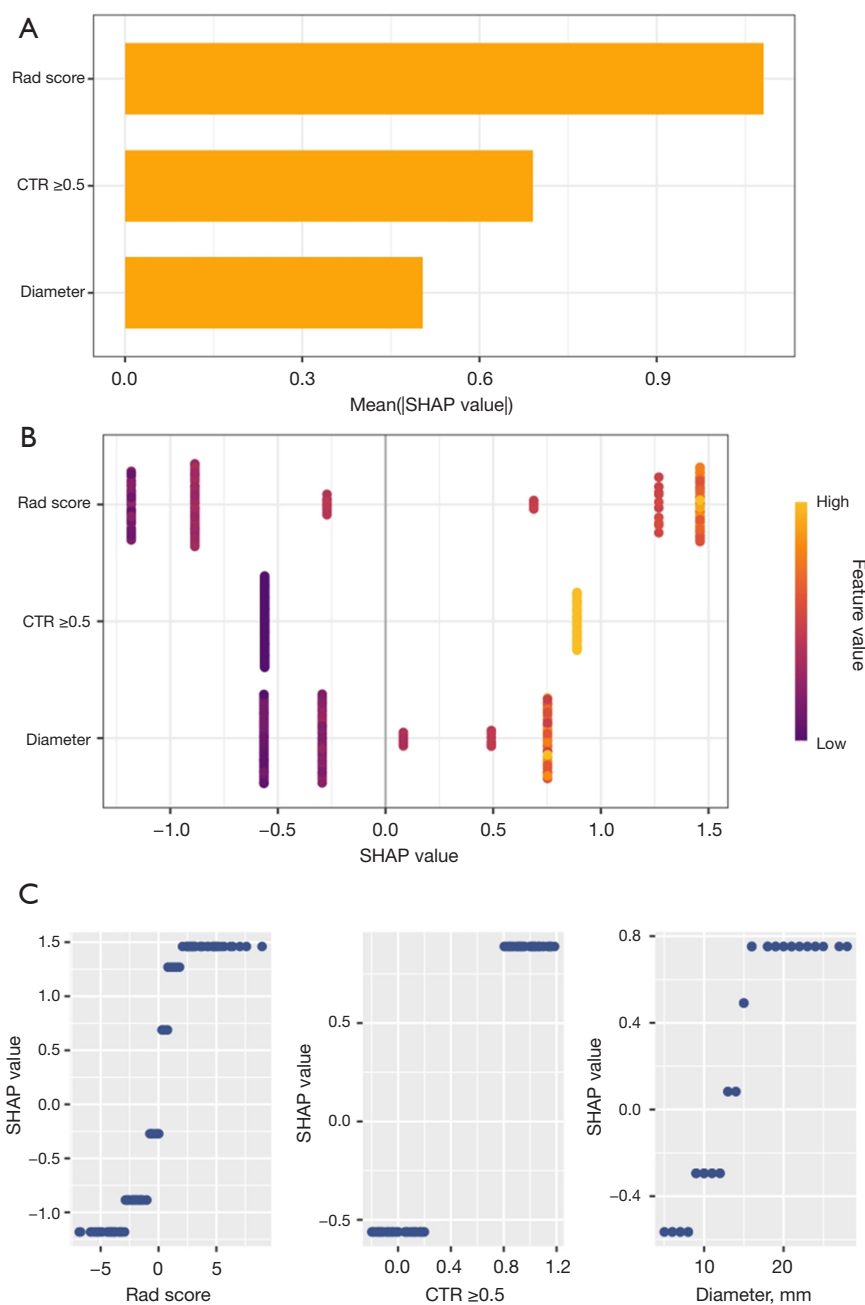 A
Rad score
CTR ≥0.5
Diameter
0.0 0.3 0.6 0.9
Mean(|SHAP value|)
B
Rad score
CTR ≥0.5
Diameter
−1.0 −0.5 0.0 0.5 1.0 1.5
SHAP value
High
Low
Feature value
C
SHAP value
1.5
1.0
0.5
0.0
−0.5
−1.0
−5 0 5
Rad score
SHAP value
0.5
0.0
−0.5
0.0 0.4 0.8 1.2
CTR ≥0.5
SHAP value
0.8
0.4
0.0
−0.4
10 20
Diameter, mm